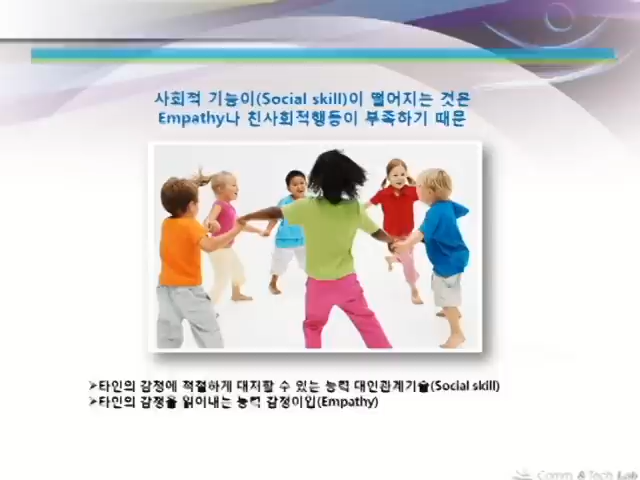 사회적 기능이(Social skill)이 떨어지는 것은
Empathy나 친사회적행동이 부족하기 때문
➢타인의 감정에 적절하게 대처할 수 있는 능력 대인관계기술(Social skill)
➢타인의 감정을 읽어내는 능력 감정이입(Empathy)
Comm & Tech Lab